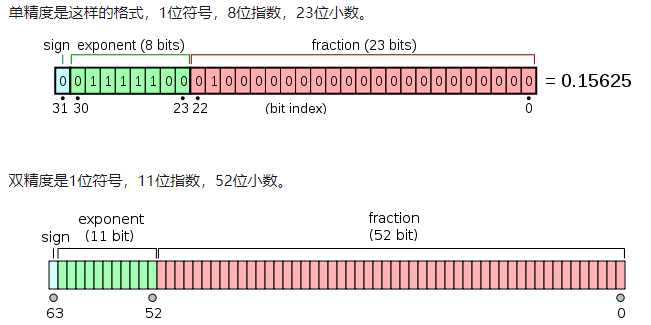 单精度是这样的格式，1位符号，8位指数，23位小数。
sign exponent (8 bits) fraction (23 bits)
0 0 1 1 1 1 1 0 0 0 1 0 0 0 0 0 0 0 0 0 0 0 0 0 0 0 0 0 0 0 0 0 = 0.15625
31 30 23 22 (bit index) 0
双精度是1位符号，11位指数，52位小数。
exponent fraction
sign (11 bit) (52 bit)
63 52 0